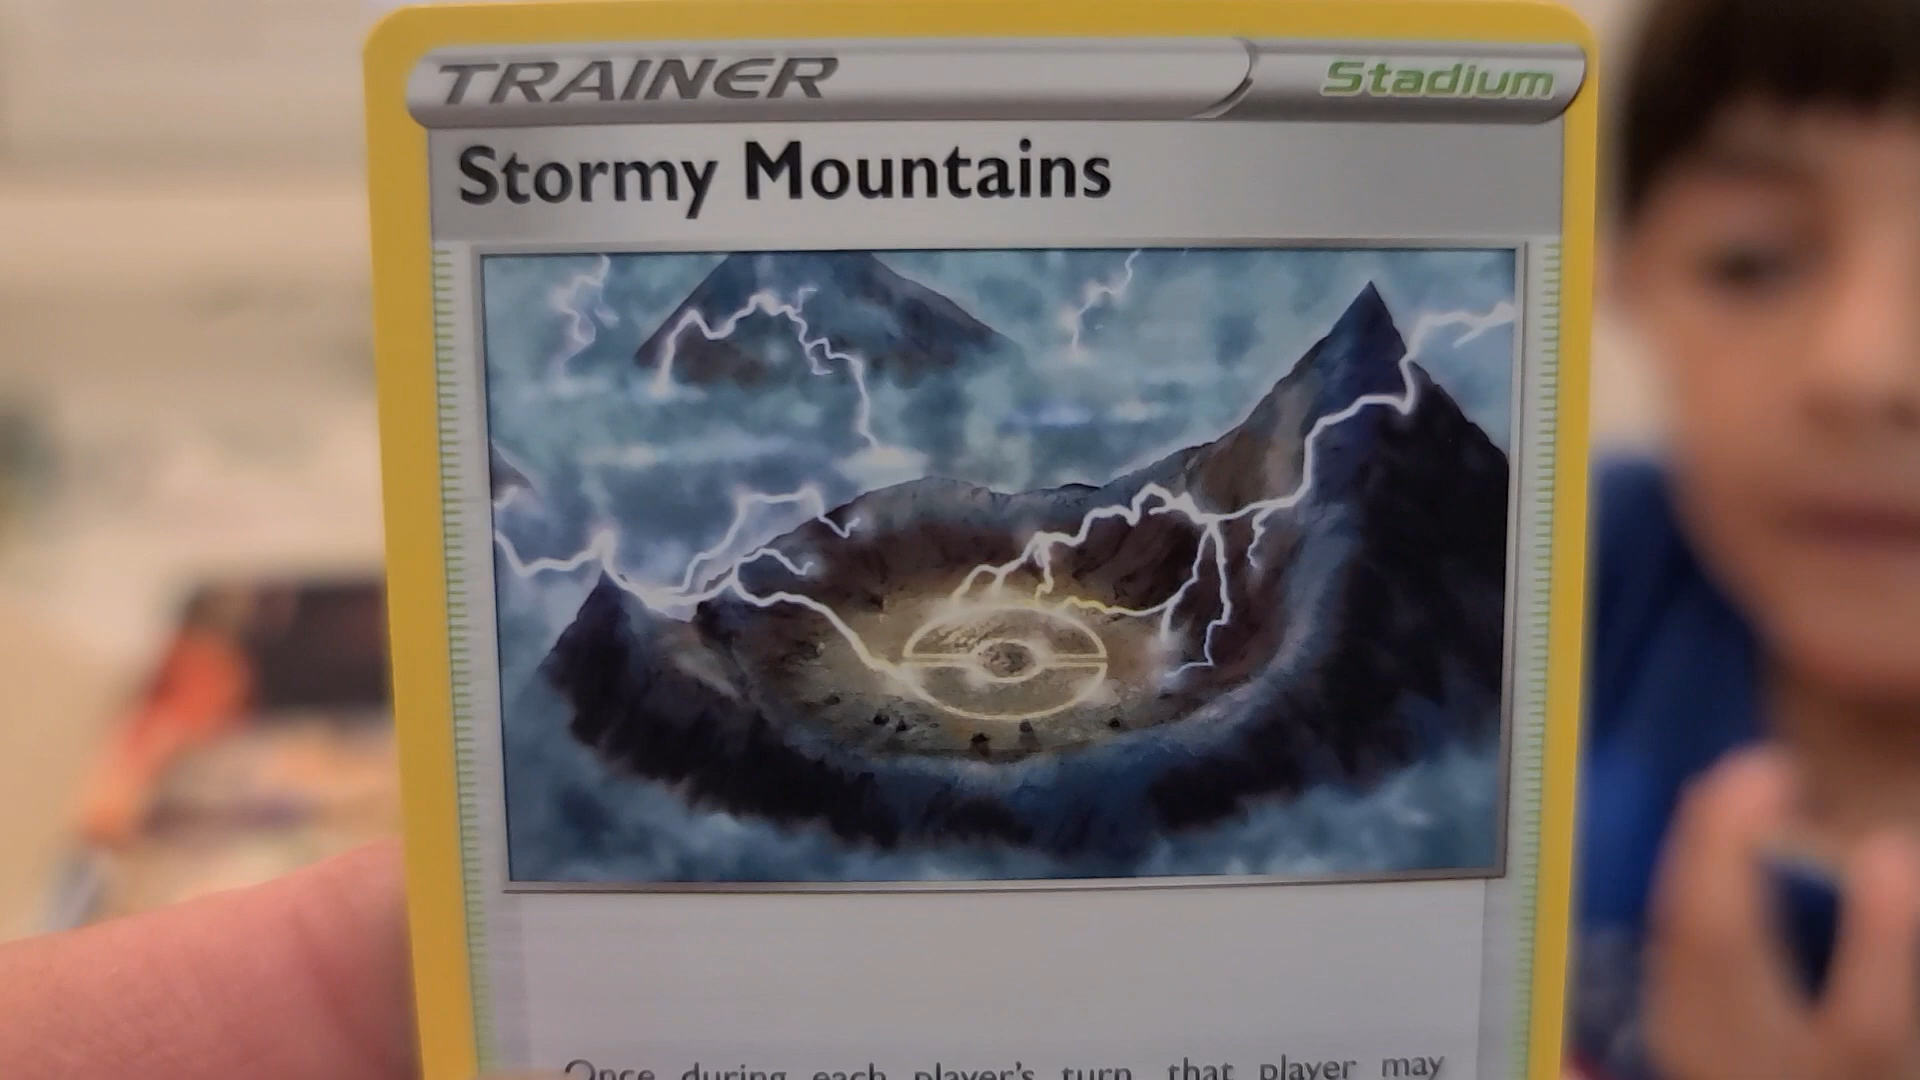 TRAINER Stadium
Stormy Mountains
Once during each player's turn, that player may